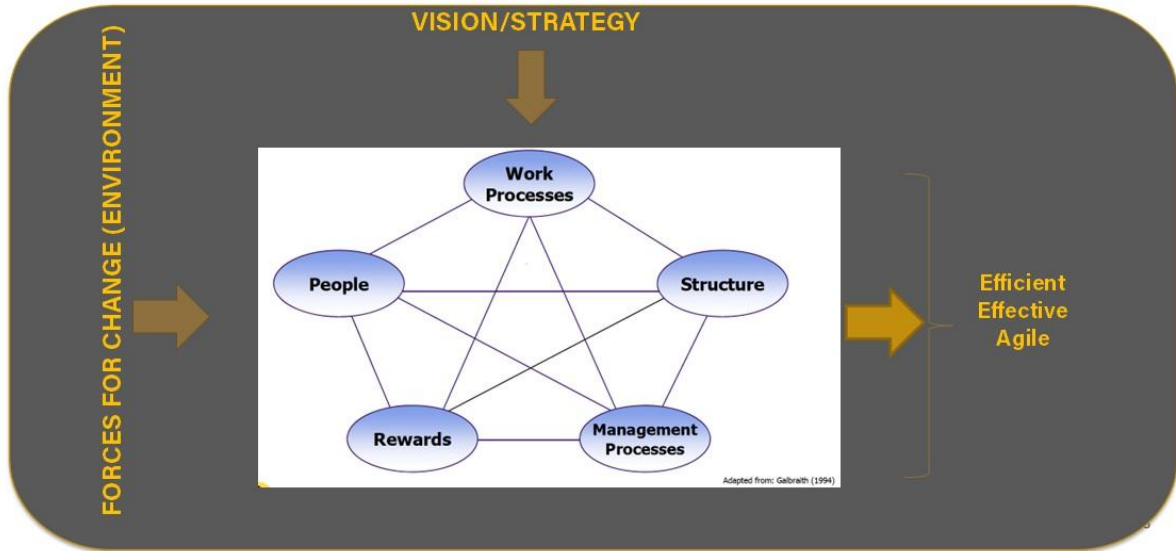 VISION/STRATEGY
FORCES FOR CHANGE (ENVIRONMENT)
Work
Processes
People
Structure
Rewards
Management
Processes
Adapted from: Galbraith (1994)
Efficient
Effective
Agile